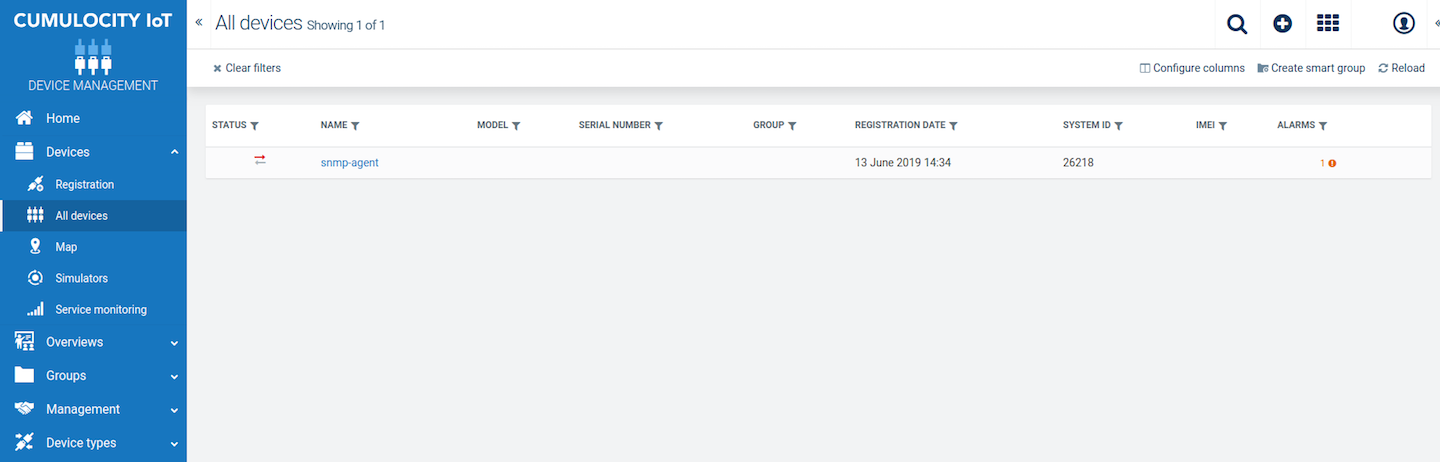 CUMULOCITY IoT
DEVICE MANAGEMENT
Home
Devices
Registration
All devices
Map
Simulators
Service monitoring
Overviews
Groups
Management
Device types
All devices Showing 1 of 1
Clear filters
Configure columns Create smart group Reload
STATUS NAME MODEL SERIAL NUMBER GROUP REGISTRATION DATE SYSTEM ID IMEI ALARMS
snmp-agent 13 June 2019 14:34 26218 1